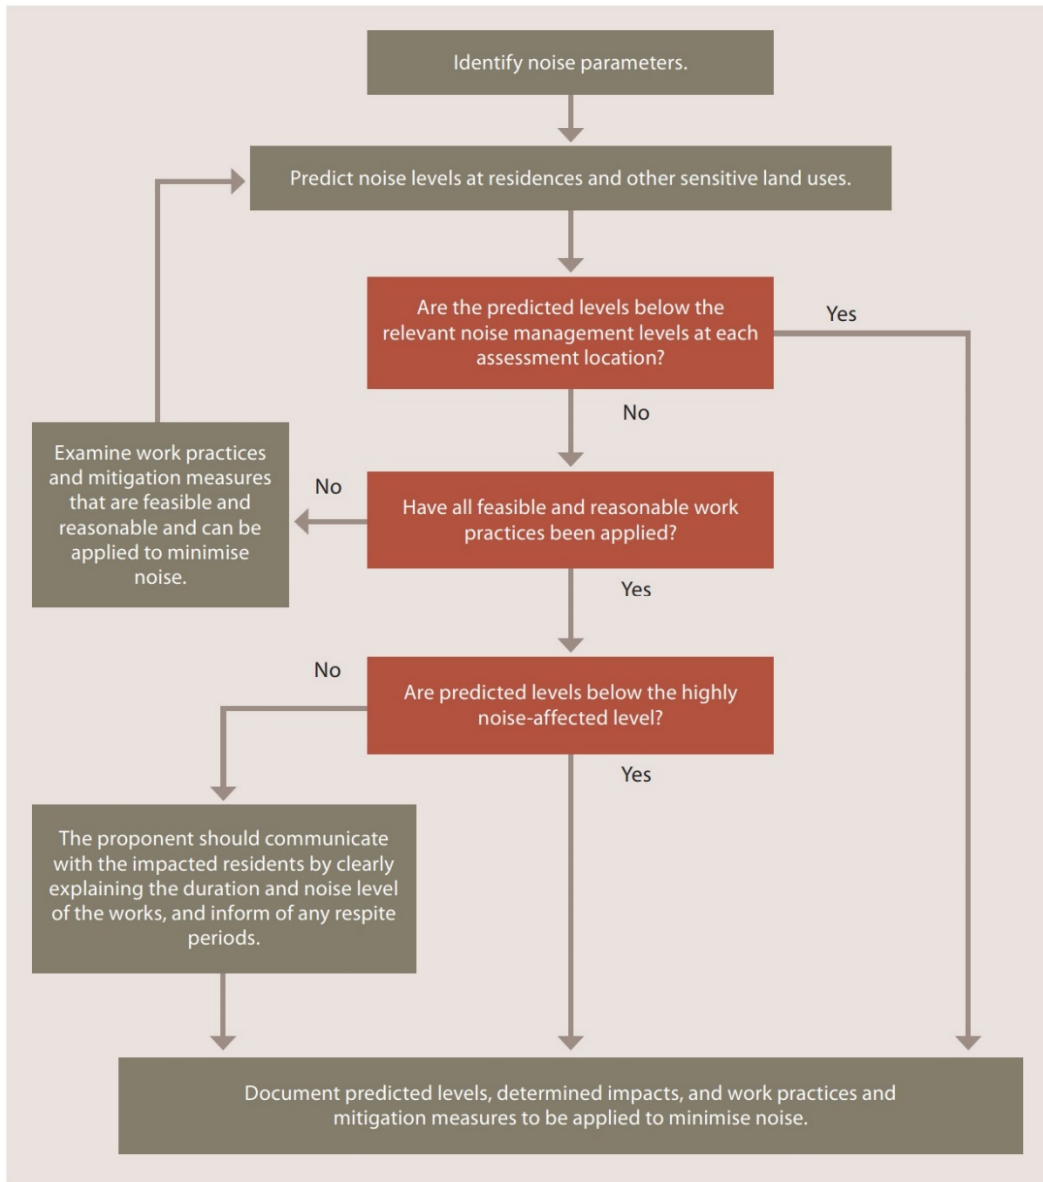 Identify noise parameters.
Predict noise levels at residences and other sensitive land uses.
Are the predicted levels below the
relevant noise management levels at each
assessment location?
Yes
No
Examine work practices
and mitigation measures
that are feasible and
reasonable and can be
applied to minimise
noise.
No
Have all feasible and reasonable work
practices been applied?
Yes
No
Are predicted levels below the highly
noise-affected level?
Yes
The proponent should communicate
with the impacted residents by clearly
explaining the duration and noise level
of the works, and inform of any respite
periods.
Document predicted levels, determined impacts, and work practices and
mitigation measures to be applied to minimise noise.